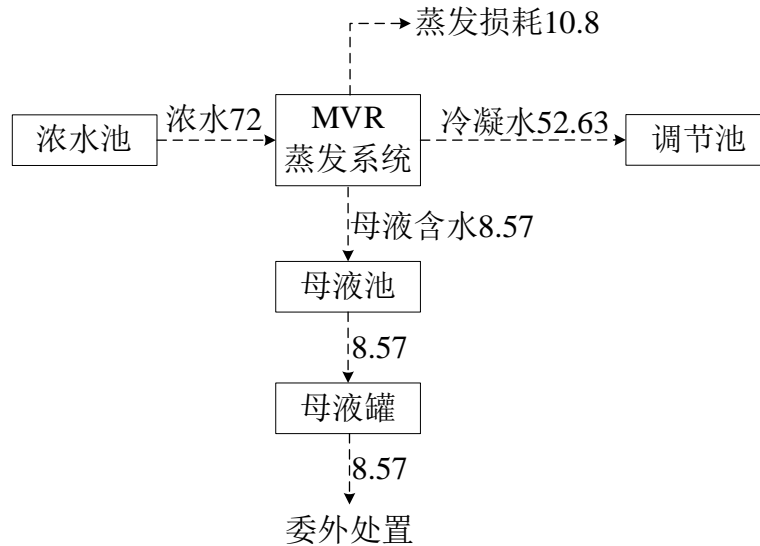 蒸发损耗10.8
浓水池
浓水72
MVR
蒸发系统
冷凝水52.63
调节池
母液含水8.57
母液池
8.57
母液罐
8.57
委外处置